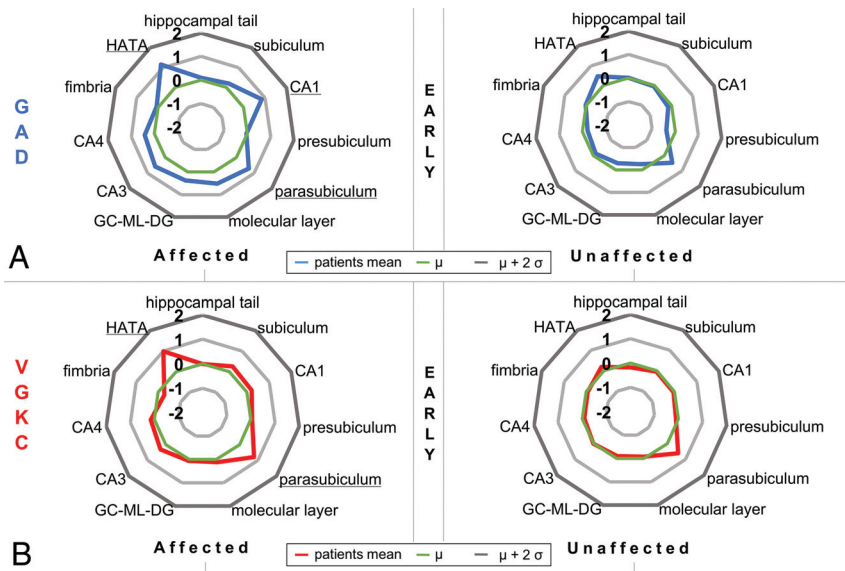 hippocampal tail
HATA
subiculum
fimbria
CA1
CA4
presubiculum
CA3
parasubiculum
GC-ML-DG
molecular layer
2
1
0
-1
-2
G
A
D
A
Affected
E
A
R
L
Y
hippocampal tail
HATA
subiculum
fimbria
CA1
CA4
presubiculum
CA3
parasubiculum
GC-ML-DG
molecular layer
2
1
0
-1
-2
Unaffected
patients mean μ μ + 2 σ
hippocampal tail
HATA
subiculum
fimbria
CA1
CA4
presubiculum
CA3
parasubiculum
GC-ML-DG
molecular layer
2
1
0
-1
-2
V
G
K
C
B
Affected
E
A
R
L
Y
hippocampal tail
HATA
subiculum
fimbria
CA1
CA4
presubiculum
CA3
parasubiculum
GC-ML-DG
molecular layer
2
1
0
-1
-2
Unaffected
patients mean μ μ + 2 σ